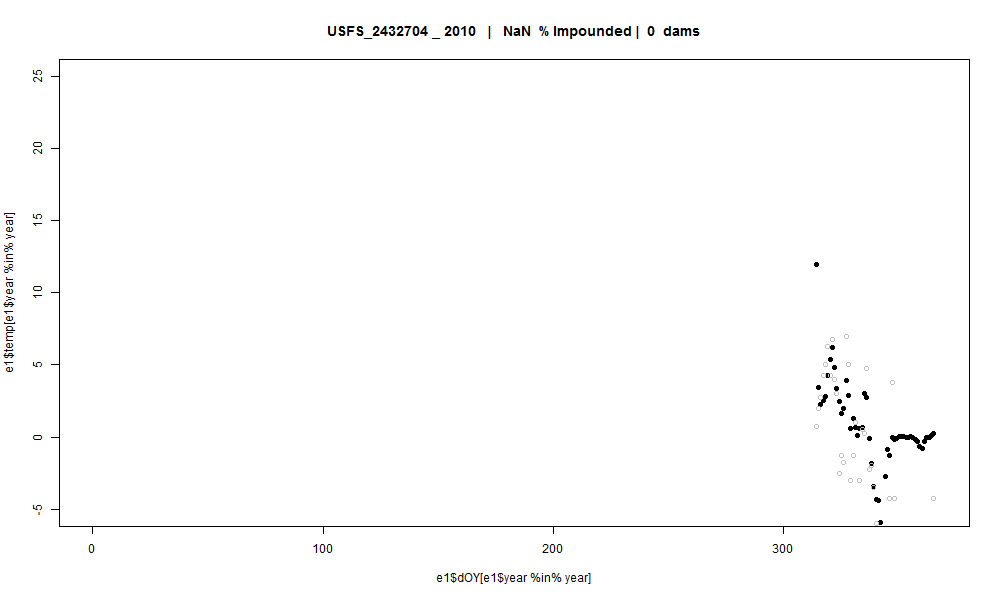 USFS_2432704 _ 2010 | NaN % Impounded | 0 dams
e1$temp[e1$year %in% year]
25
20
15
10
5
0
-5
0 100 200 300
e1$dOY[e1$year %in% year]